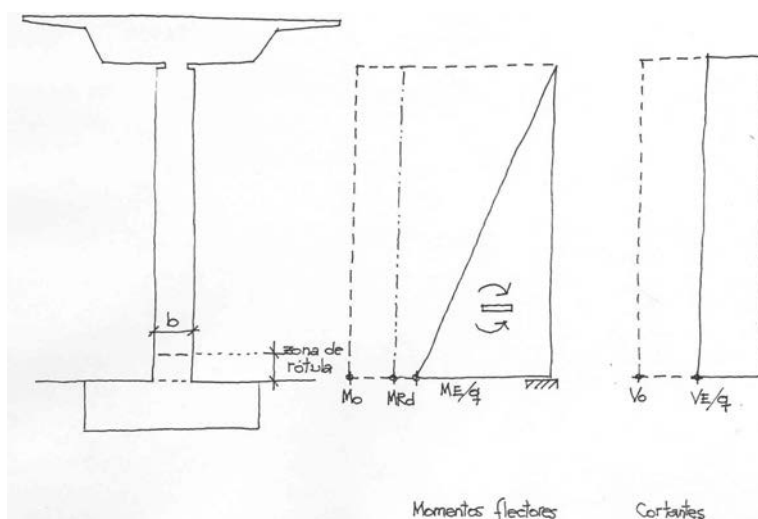 b
zona de
rótula
Mo
MRd
ME/q
Vo
VE/q
Momentos flectores
Cortantes